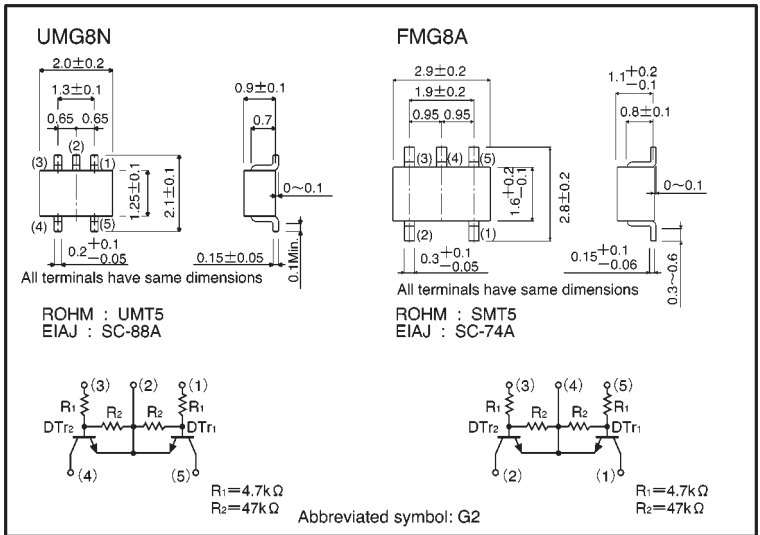 UMG8N
2.0±0.2
1.3±0.1
0.65 0.65
(2)
(3) (1)
(4) (5)
1.25±0.1
2.1±0.1
0.2 +0.1 −0.05
0.9±0.1
0.7
0~0.1
0.15±0.05
0.1Min.
All terminals have same dimensions
ROHM : UMT5
EIAJ : SC-88A
FMG8A
2.9±0.2
1.9±0.2
0.95 0.95
(3) (4) (5)
(2) (1)
1.6 +0.2 −0.1
2.8±0.2
0.3 +0.1 −0.05
1.1 +0.2 −0.1
0.8±0.1
0~0.1
0.15 +0.1 −0.06
0.3~0.6
All terminals have same dimensions
ROHM : SMT5
EIAJ : SC-74A
(3) (2) (1)
R1 R2 R2 R1
DTr2 DTr1
(4) (5)
R1=4.7kΩ
R2=47kΩ
(3) (4) (5)
R1 R2 R2 R1
DTr2 DTr1
(2) (1)
R1=4.7kΩ
R2=47kΩ
Abbreviated symbol: G2